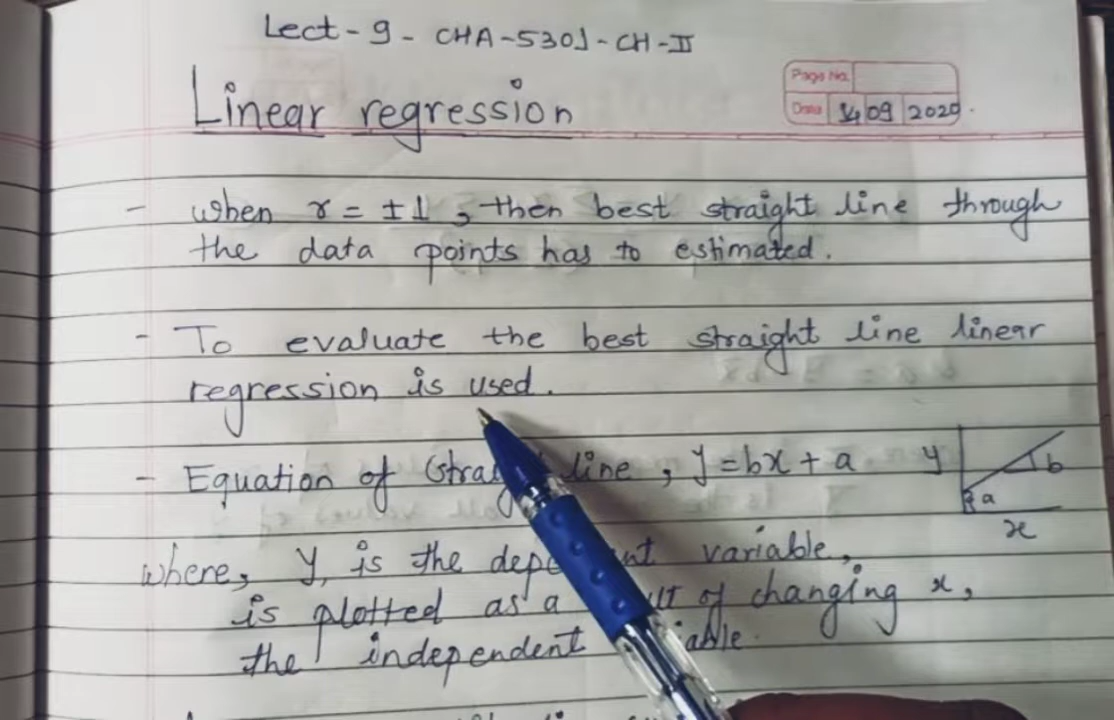 Lect - 9 - CHA-5301-CH-II
Linear regression
Page No.
Date 14 09 2020
- when r = ±1, then best straight line through
the data points has to estimated.
- To evaluate the best straight line linear
regression is used.
- Equation of line, y = bx + a
y
b
a
x
where, y, is the variable,
is plotted as a of changing x,
the independent